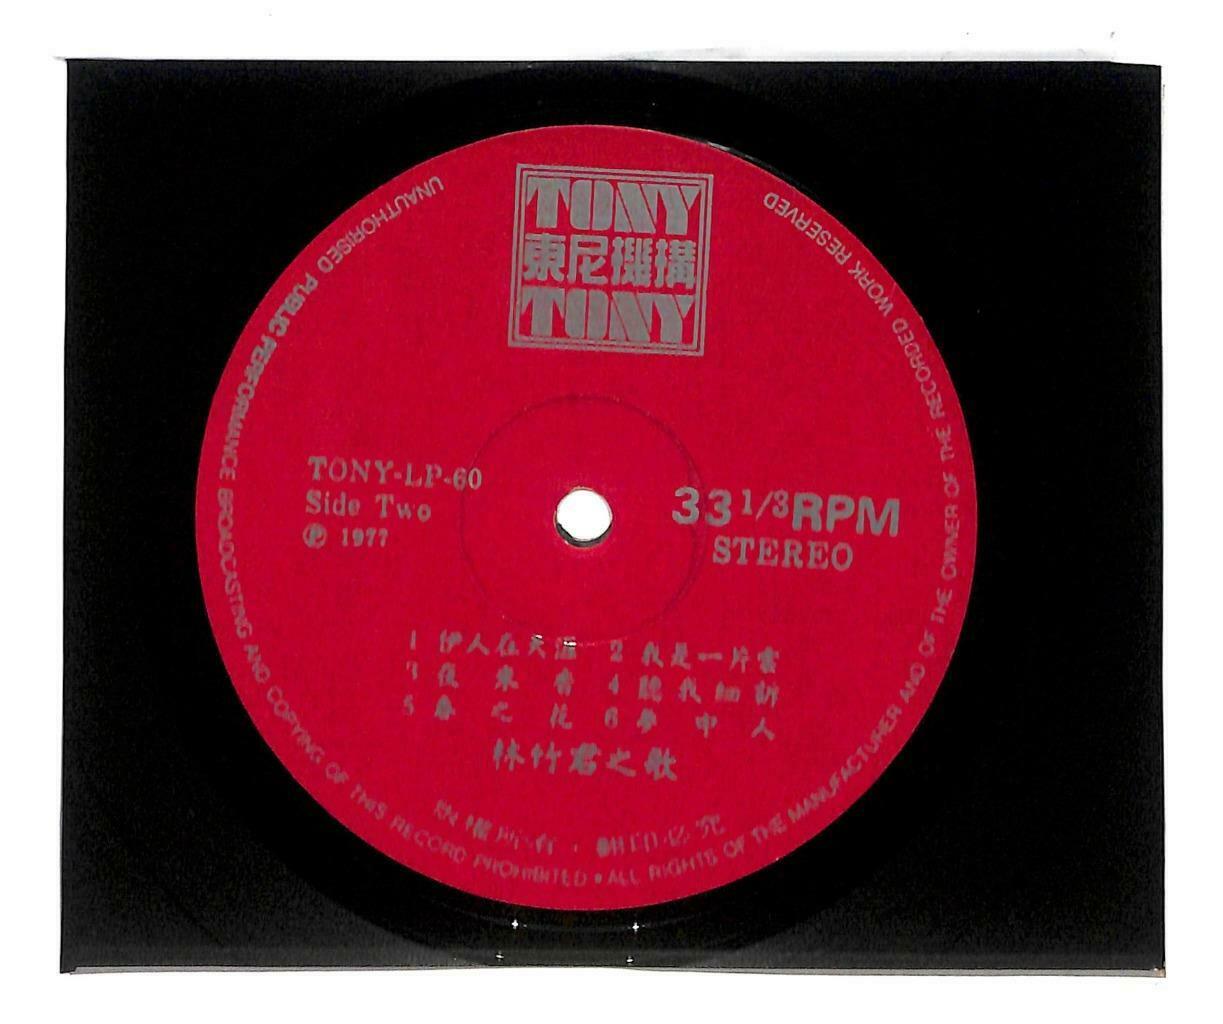 TONY
東尼機構
TONY
TONY-LP-60
Side Two
℗ 1977
33 1/3 RPM
STEREO
1 伊人在天涯 2 我是一片雲
3 夜來香 4 聽我細訴
5 春之花 6 夢中人
林竹君之歌
版權所有・翻印必究
UNAUTHORISED PUBLIC PERFORMANCE BROADCASTING AND COPYING OF THIS RECORD PROHIBITED • ALL RIGHTS OF THE MANUFACTURER AND OF THE OWNER OF THE RECORDED WORK RESERVED